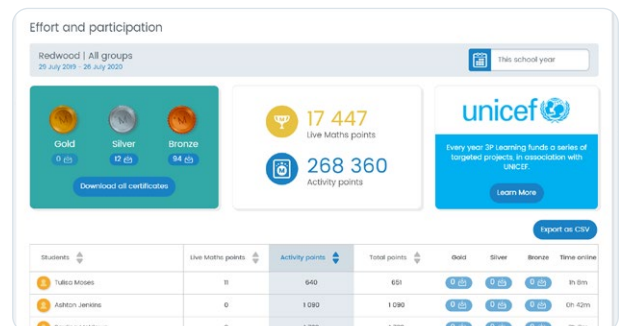 Effort and participation
Redwood | All groups
29 July 2019 - 26 July 2020
This school year
Gold
Silver
Bronze
0
12
94
Download all certificates
17 447
Live Maths points
268 360
Activity points
unicef
Every year 3P Learning funds a series of
targeted projects, in association with
UNICEF.
Learn More
Export as CSV
Students Live Maths points Activity points Total points Gold Silver Bronze Time online
Tulisa Moses 11 640 651 0 0 0 1h 8m
Ashton Jenkins 0 1 090 1 090 0 0 0 0h 42m